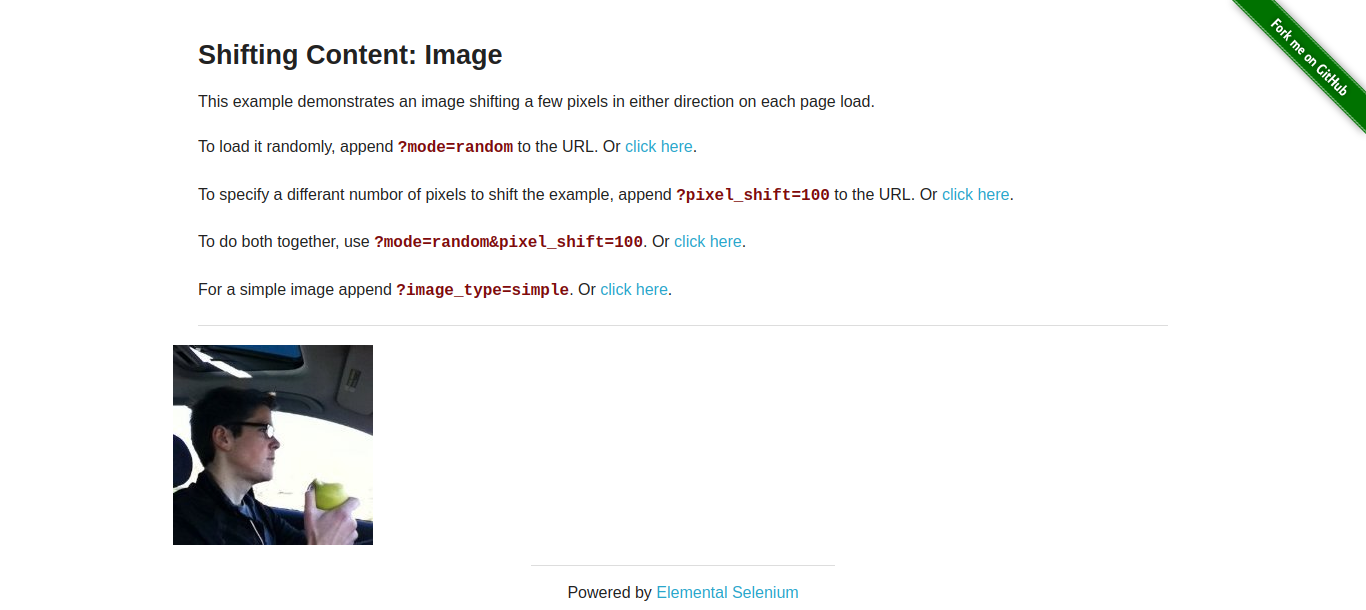 Fork me on GitHub
Shifting Content: Image
This example demonstrates an image shifting a few pixels in either direction on each page load.
To load it randomly, append ?mode=random to the URL. Or click here.
To specify a differant numbor of pixels to shift the example, append ?pixel_shift=100 to the URL. Or click here.
To do both together, use ?mode=random&pixel_shift=100. Or click here.
For a simple image append ?image_type=simple. Or click here.
Powered by Elemental Selenium